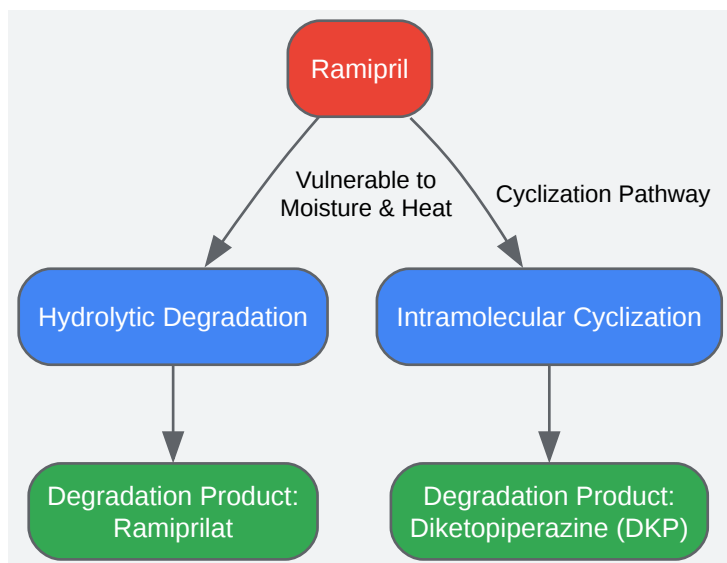 Ramipril
Vulnerable to
Moisture & Heat
Cyclization Pathway
Hydrolytic Degradation
Intramolecular Cyclization
Degradation Product:
Ramiprilat
Degradation Product:
Diketopiperazine (DKP)